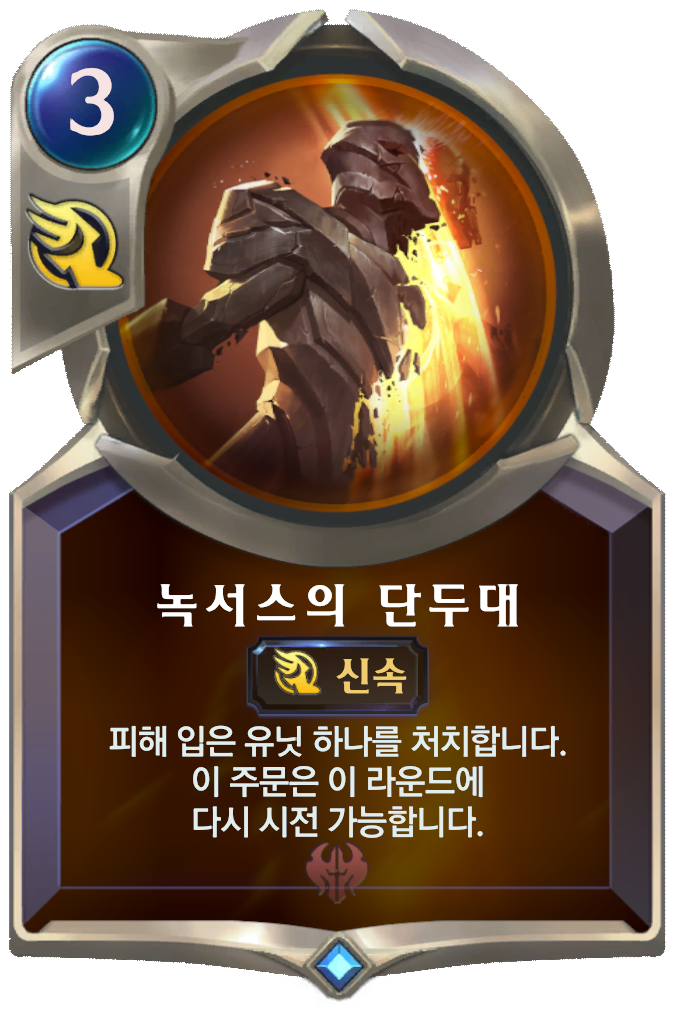 3
녹서스의 단두대
신속
피해 입은 유닛 하나를 처치합니다.
이 주문은 이 라운드에
다시 시전 가능합니다.